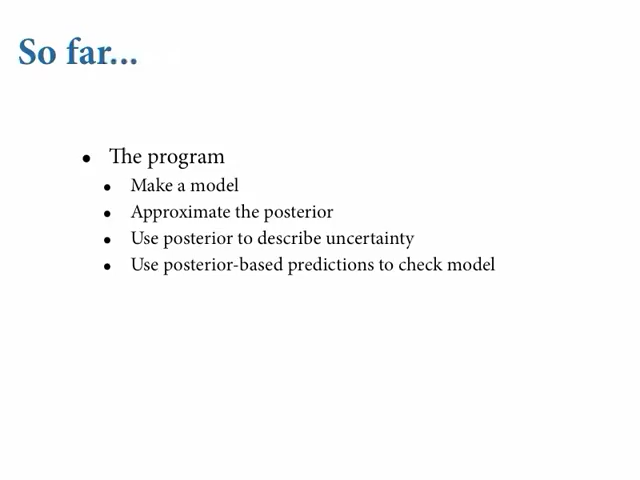 So far...
• The program
• Make a model
• Approximate the posterior
• Use posterior to describe uncertainty
• Use posterior-based predictions to check model